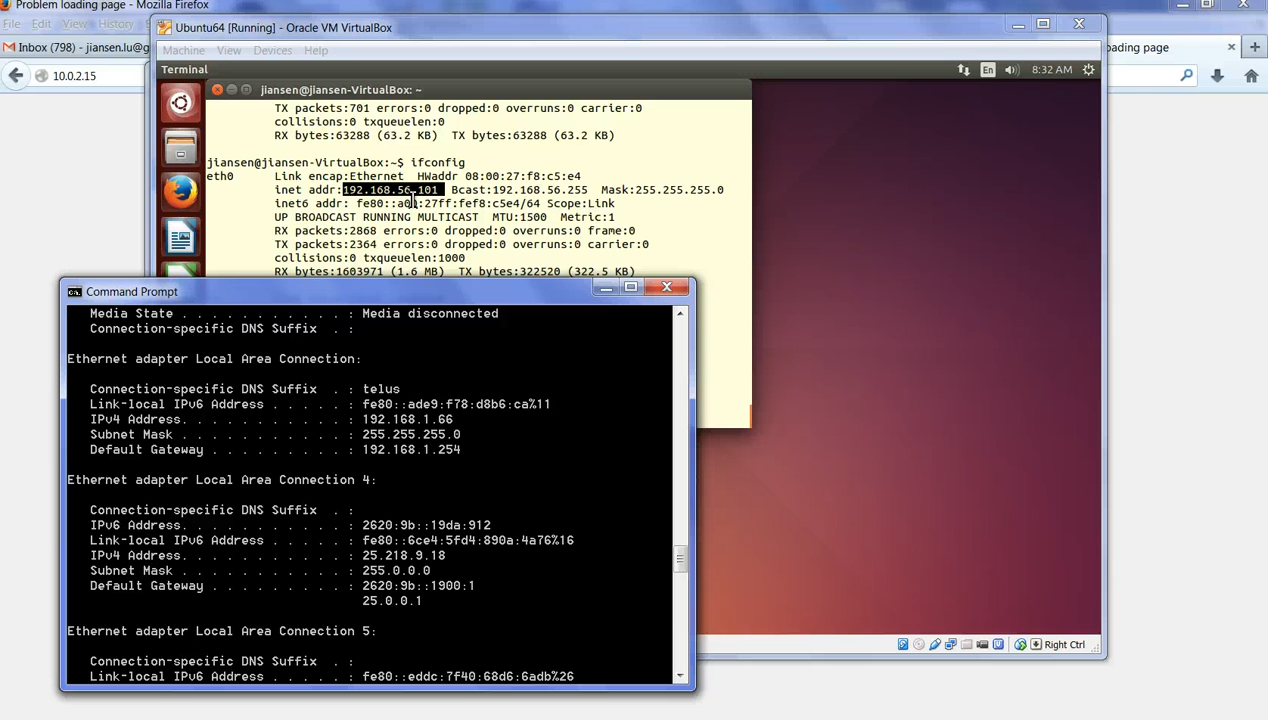 Problem loading page - Mozilla Firefox
File Edit View History
Inbox (798) - jiansen.lu@g
10.0.2.15
oading page
Ubuntu64 [Running] - Oracle VM VirtualBox
Machine View Devices Help
Terminal
En
8:32 AM
jiansen@jiansen-VirtualBox: ~
TX packets:701 errors:0 dropped:0 overruns:0 carrier:0
collisions:0 txqueuelen:0
RX bytes:63288 (63.2 KB) TX bytes:63288 (63.2 KB)
jiansen@jiansen-VirtualBox:~$ ifconfig
eth0 Link encap:Ethernet HWaddr 08:00:27:f8:c5:e4
inet addr:192.168.56.101 Bcast:192.168.56.255 Mask:255.255.255.0
inet6 addr: fe80::a00:27ff:fef8:c5e4/64 Scope:Link
UP BROADCAST RUNNING MULTICAST MTU:1500 Metric:1
RX packets:2868 errors:0 dropped:0 overruns:0 frame:0
TX packets:2364 errors:0 dropped:0 overruns:0 carrier:0
collisions:0 txqueuelen:1000
RX bytes:1603971 (1.6 MB) TX bytes:322520 (322.5 KB)
Command Prompt
Media State . . . . . . . . . . . : Media disconnected
Connection-specific DNS Suffix . :
Ethernet adapter Local Area Connection:
Connection-specific DNS Suffix . : telus
Link-local IPv6 Address . . . . . : fe80::ade9:f78:d8b6:ca%11
IPv4 Address. . . . . . . . . . . : 192.168.1.66
Subnet Mask . . . . . . . . . . . : 255.255.255.0
Default Gateway . . . . . . . . . : 192.168.1.254
Ethernet adapter Local Area Connection 4:
Connection-specific DNS Suffix . :
IPv6 Address. . . . . . . . . . . : 2620:9b::19da:912
Link-local IPv6 Address . . . . . : fe80::6ce4:5fd4:890a:4a76%16
IPv4 Address. . . . . . . . . . . : 25.218.9.18
Subnet Mask . . . . . . . . . . . : 255.0.0.0
Default Gateway . . . . . . . . . : 2620:9b::1900:1
25.0.0.1
Ethernet adapter Local Area Connection 5:
Connection-specific DNS Suffix . :
Link-local IPv6 Address . . . . . : fe80::eddc:7f40:68d6:6adb%26
Right Ctrl